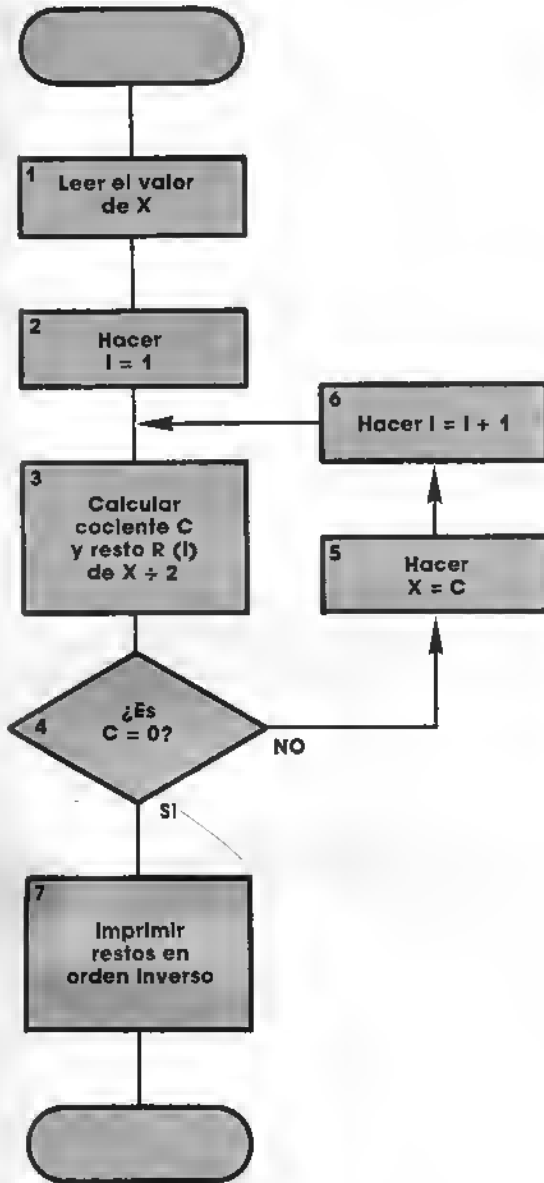 1
Leer el valor
de X
2
Hacer
I = 1
3
Calcular
cociente C
y resto R (I)
de X ÷ 2
4
¿Es
C = 0?
NO
5
Hacer
X = C
6
Hacer I = I + 1
SI
7
Imprimir
restos en
orden inverso